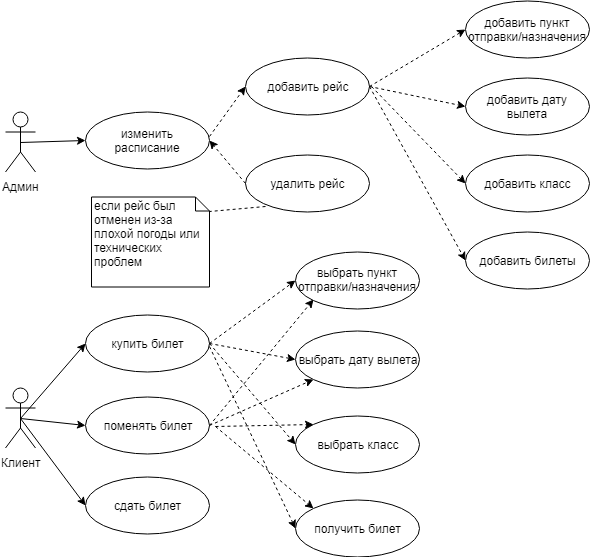 добавить пункт
отправки/назначения
добавить рейс
добавить дату
вылета
изменить
расписание
Админ
удалить рейс
добавить класс
если рейс был
отменен из-за
плохой погоды или
технических
проблем
добавить билеты
выбрать пункт
отправки/назначения
купить билет
выбрать дату вылета
поменять билет
выбрать класс
Клиент
сдать билет
получить билет